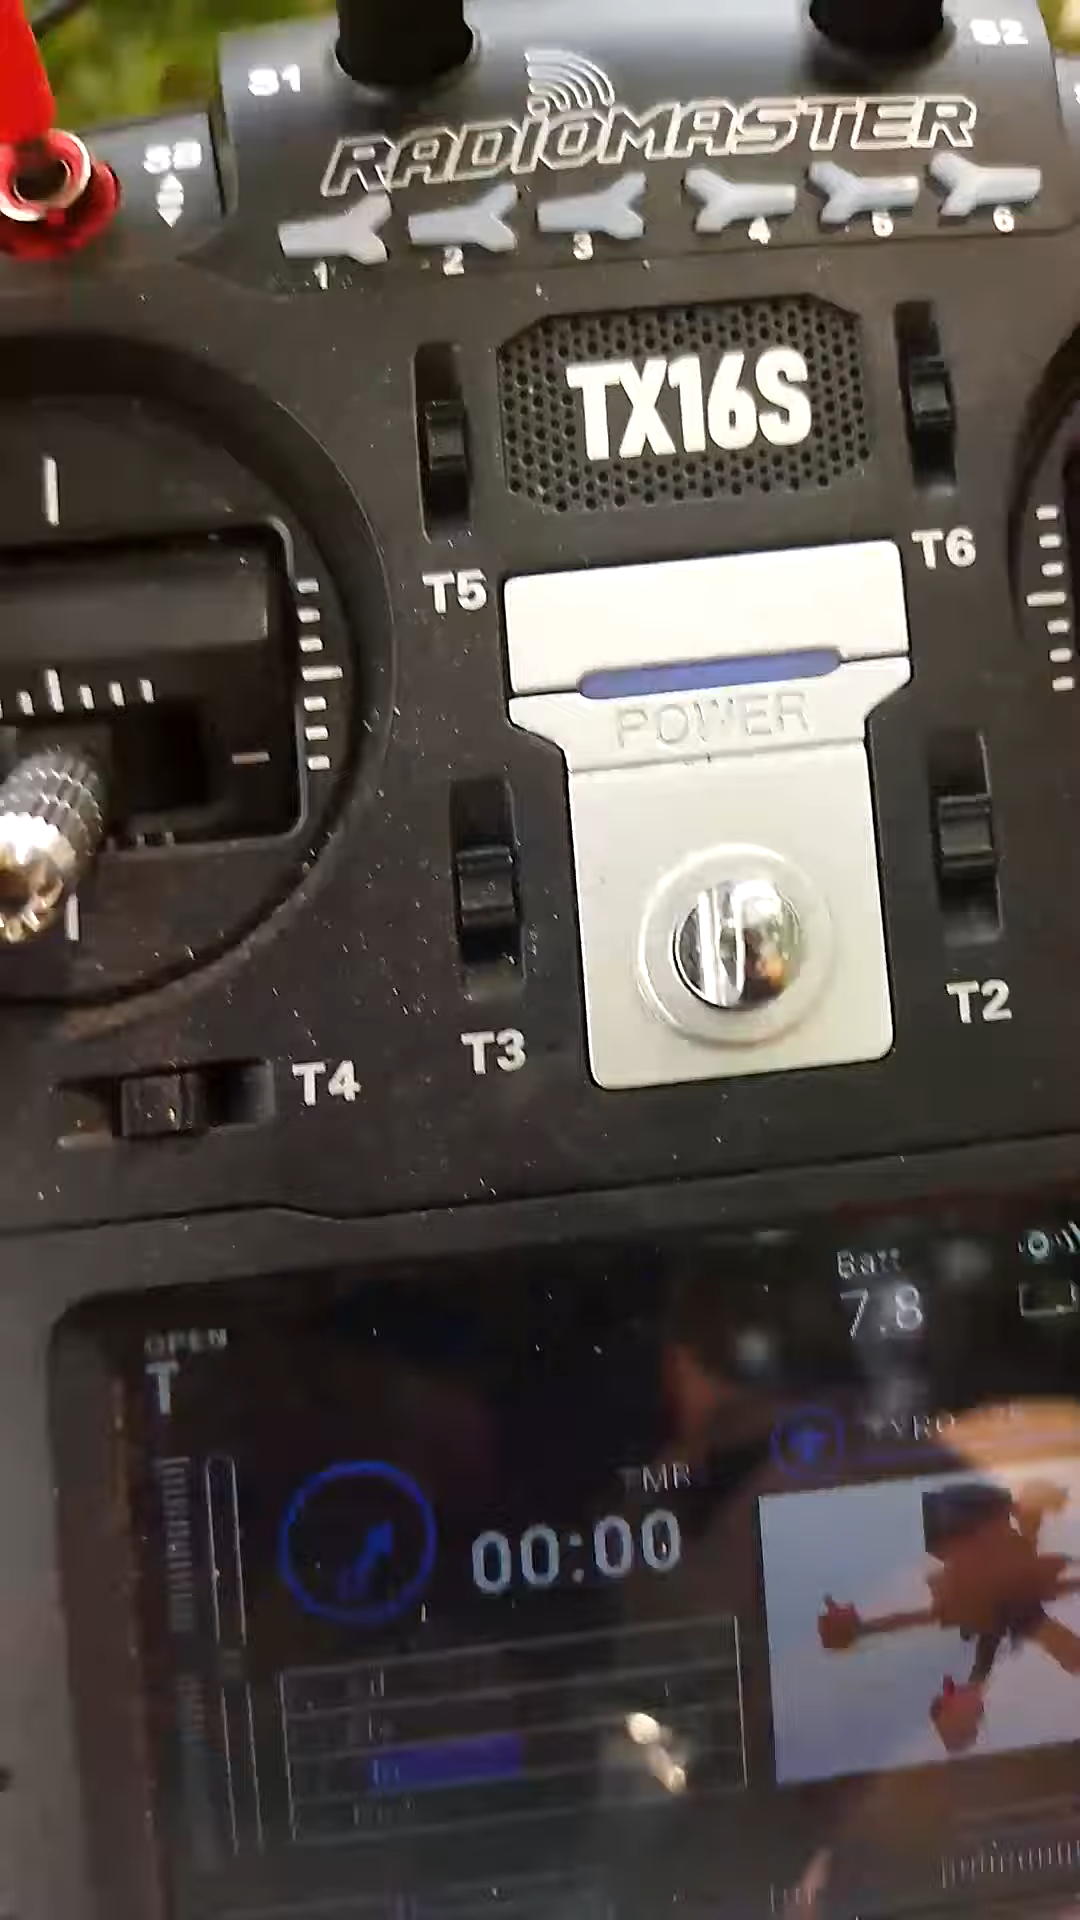 S1
S2
RADIOMASTER
1 2 3 4 5 6
TX16S
T5
T6
POWER
T3
T2
T4
Batt
7.8
OPEN
T
TMR
00:00